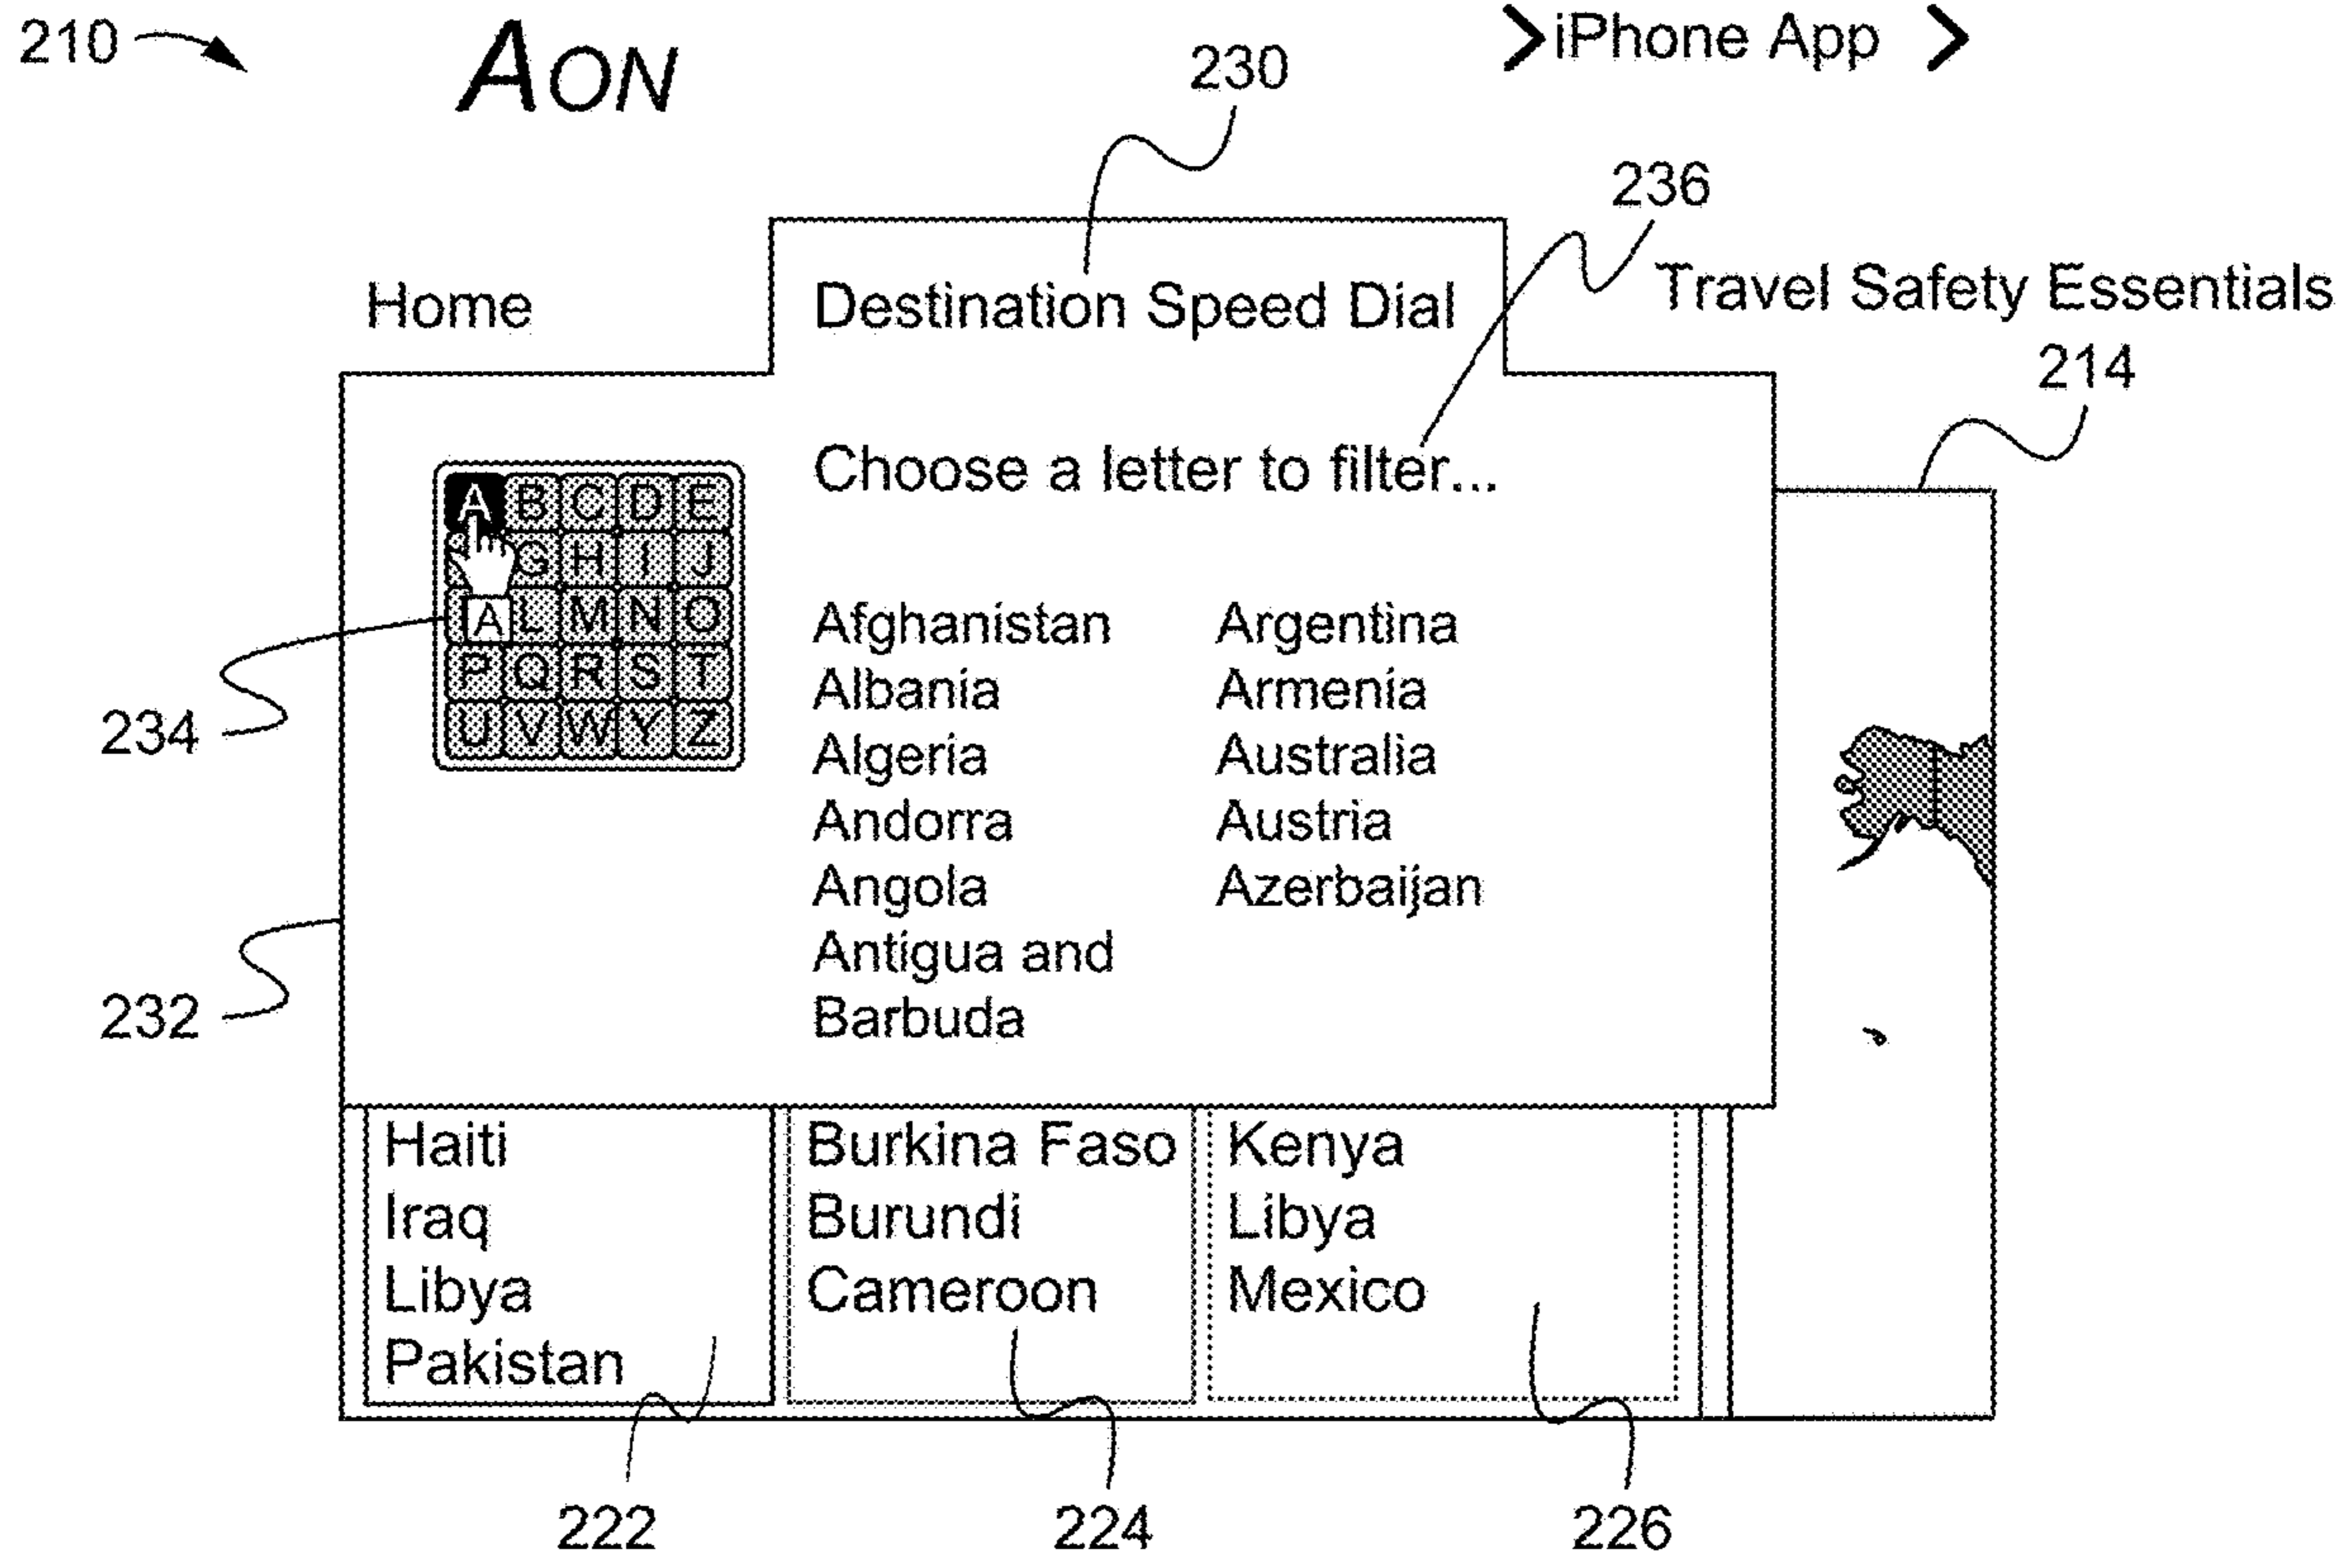 210
AON
>iPhone App >
230
236
Home
Destination Speed Dial
Travel Safety Essentials
214
Choose a letter to filter...
A B C D E
G H I J
A L M N O
P Q R S T
U V W Y Z
Afghanistan
Albania
Algeria
Andorra
Angola
Antigua and
Barbuda
Argentina
Armenia
Australia
Austria
Azerbaijan
234
232
Haiti
Iraq
Libya
Pakistan
Burkina Faso
Burundi
Cameroon
Kenya
Libya
Mexico
222
224
226